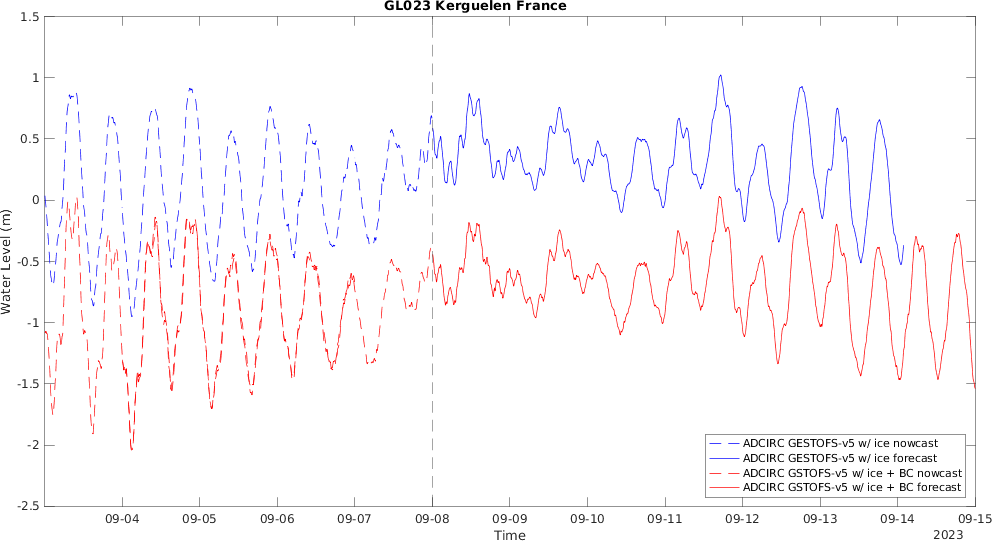 GL023 Kerguelen France
1.5
1
0.5
0
-0.5
-1
-1.5
-2
-2.5
Water Level (m)
ADCIRC GESTOFS-v5 w/ ice nowcast
ADCIRC GESTOFS-v5 w/ ice forecast
ADCIRC GSTOFS-v5 w/ ice + BC nowcast
ADCIRC GSTOFS-v5 w/ ice + BC forecast
09-04 09-05 09-06 09-07 09-08 09-09 09-10 09-11 09-12 09-13 09-14 09-15
Time
2023